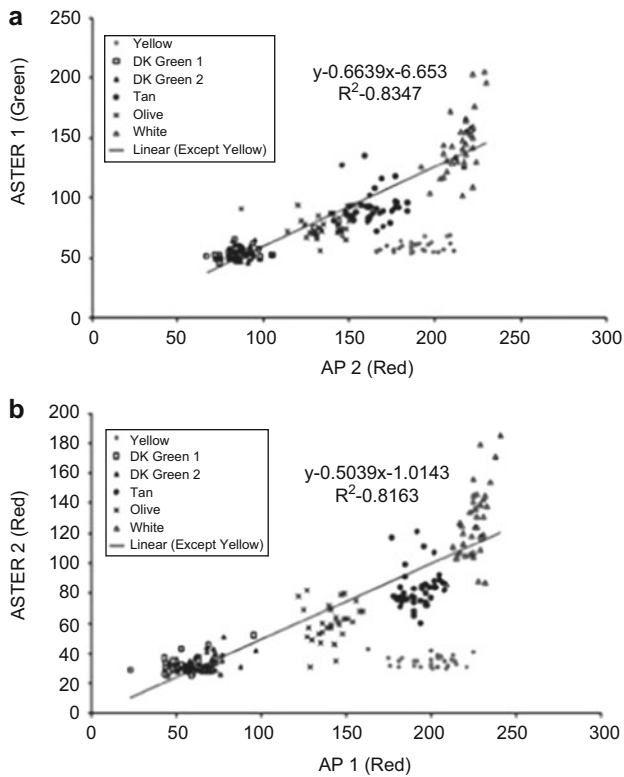 a
250
200
150
100
50
0
ASTER 1 (Green)
Yellow
DK Green 1
DK Green 2
Tan
Olive
White
Linear (Except Yellow)
y-0.6639x-6.653
R²-0.8347
0 50 100 150 200 250 300
AP 2 (Red)
b
200
180
160
140
120
100
80
60
40
20
0
ASTER 2 (Red)
Yellow
DK Green 1
DK Green 2
Tan
Olive
White
Linear (Except Yellow)
y-0.5039x-1.0143
R²-0.8163
0 50 100 150 200 250 300
AP 1 (Red)